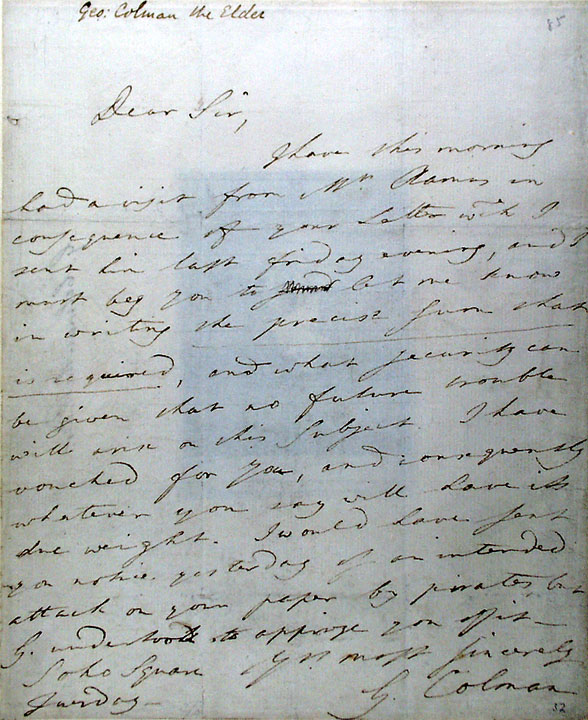 Geo: Colman the Elder
85
Dear Sir,
I have this morning
had a visit from Mr. Ramus in
consequence of your Letter wch I
sent him last friday evening, and I
must beg you to let me know
in writing the precise sum that
is required, and what security can
be given that no future trouble
will arise on this Subject. I have
vouched for you, and consequently
whatever you say will have its
due weight. I would have sent
you notice yesterday of an intended
attack on your paper by pirates, but
G. undertook to apprize you of it—
Soho Square Yrs most sincerely
Tuesday— G. Colman
32